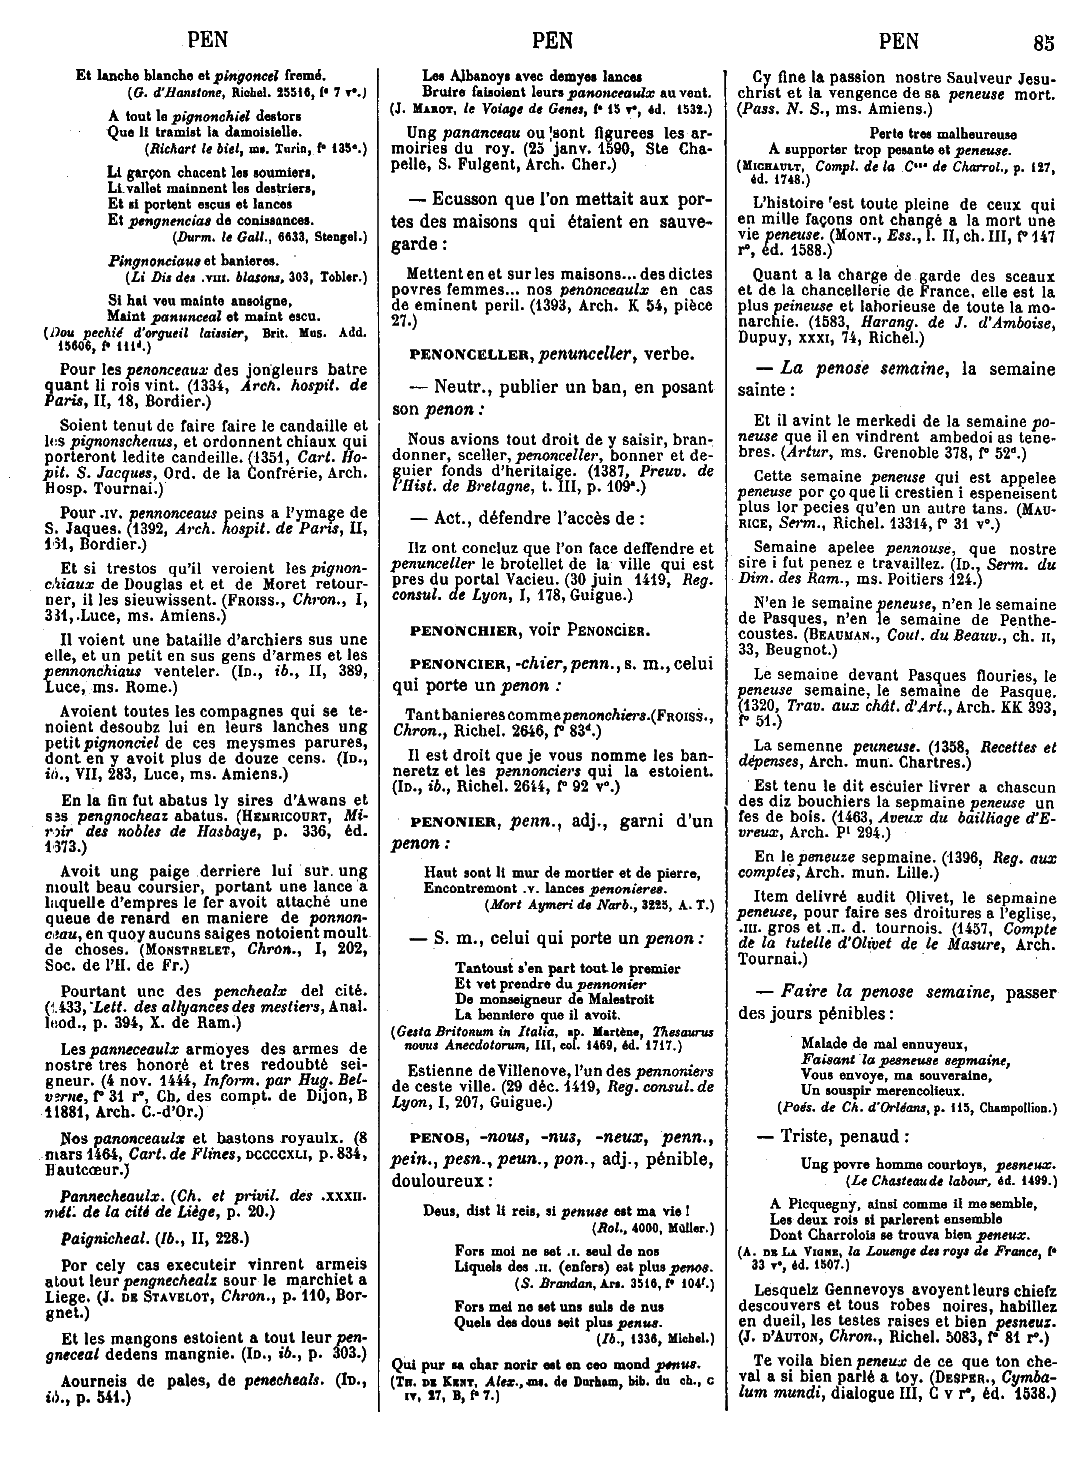 PEN
PEN
PEN 85
Et lanche blanche et pingoncel fremé.
(G. d'Hanstone, Richel. 25516, f° 7 r°.)
A tout le pignonchiel destors
Que li tramist la damoisielle.
(Richart le biel, ms. Turin, f° 135ª.)
Li garçon chacent les soumiers,
Li vallet mainnent les destriers,
Et si portent escus et lances
Et pengnencias de conissances.
(Durm. le Gall., 6633, Stengel.)
Pingnonciaus et banieres.
(Li Dis des .VIII. blasons, 303, Tobler.)
Si hai veu mainte ansoigne,
Maint panunceal et maint escu.
(Dou pechié d'orgueil laissier, Brit. Mus. Add.
15606, f° 111ᵈ.)
Pour les penonceaux des jongleurs batre
quant li rois vint. (1334, Arch. hospit. de
Paris, II, 18, Bordier.)
Soient tenut de faire faire le candaille et
les pignonscheaus, et ordonnent chiaux qui
porteront ledite candeille. (1351, Cart. Ho-
pit. S. Jacques, Ord. de la Confrérie, Arch.
Hosp. Tournai.)
Pour .IV. pennonceaus peins a l'ymage de
S. Jaques. (1392, Arch. hospit. de Paris, II,
131, Bordier.)
Et si trestos qu'il veroient les pignon-
chiaux de Douglas et et de Moret retour-
ner, il les sieuwissent. (FROISS., Chron., I,
331, Luce, ms. Amiens.)
Il voient une bataille d'archiers sus une
elle, et un petit en sus gens d'armes et les
pennonchiaus venteler. (ID., ib., II, 389,
Luce, ms. Rome.)
Avoient toutes les compagnes qui se te-
noient desoubz lui en leurs lanches ung
petit pignonciel de ces meysmes parures,
dont en y avoit plus de douze cens. (ID.,
ib., VII, 283, Luce, ms. Amiens.)
En la fin fut abatus ly sires d'Awans et
ses pengnocheaz abatus. (HEMRICOURT, Mi-
roir des nobles de Hasbaye, p. 336, éd.
1673.)
Avoit ung paige derriere lui sur ung
moult beau coursier, portant une lance a
laquelle d'empres le fer avoit attaché une
queue de renard en maniere de ponnon-
ceau, en quoy aucuns saiges notoient moult
de choses. (MONSTRELET, Chron., I, 202,
Soc. de l'H. de Fr.)
Pourtant unc des penchealx del cité.
(1433, Lett. des allyances des mestiers, Anal.
leod., p. 394, X. de Ram.)
Les panneceaulx armoyes des armes de
nostre tres honoré et tres redoubté sei-
gneur. (4 nov. 1444, Inform. par Hug. Bel-
verne, f° 31 r°, Ch. des compt. de Dijon, B
11881, Arch. C.-d'Or.)
Nos panonceaulx et bastons royaulx. (8
mars 1464, Cart. de Flines, DCCCCXLI, p. 834,
Hautcœur.)
Pannecheaulx. (Ch. et privil. des .XXXII.
mét. de la cité de Liège, p. 20.)
Paignicheal. (Ib., II, 228.)
Por cely cas executeir vinrent armeis
atout leur pengnechealz sour le marchiet a
Liege. (J. DE STAVELOT, Chron., p. 110, Bor-
gnet.)
Et les mangons estoient a tout leur pen-
gneceal dedens mangnie. (ID., ib., p. 303.)
Aourneis de pales, de penecheals. (ID.,
ib., p. 541.)
Les Albanoys avec demyes lances
Bruire faisoient leurs panonceaulx au vent.
(J. MAROT, le Voiage de Genes, f° 15 r°, éd. 1532.)
Ung pananceau ou sont figurees les ar-
moiries du roy. (25 janv. 1590, Ste Cha-
pelle, S. Fulgent, Arch. Cher.)
— Ecusson que l'on mettait aux por-
tes des maisons qui étaient en sauve-
garde :
Mettent en et sur les maisons... des dictes
povres femmes... nos penonceaulx en cas
de eminent peril. (1393, Arch. K 54, pièce
27.)
PENONCELLER, penunceller, verbe.
— Neutr., publier un ban, en posant
son penon :
Nous avions tout droit de y saisir, bran-
donner, sceller, penonceller, bonner et de-
guier fonds d'heritaige. (1387, Preuv. de
l'Hist. de Bretagne, t. III, p. 109ª.)
— Act., défendre l'accès de :
Ilz ont concluz que l'on face deffendre et
penunceller le brotellet de la ville qui est
pres du portal Vacieu. (30 juin 1419, Reg.
consul. de Lyon, I, 178, Guigue.)
PENONCHIER, voir PENONCIER.
PENONCIER, -chier, penn., s. m., celui
qui porte un penon :
Tant banieres comme penonchiers. (FROISS.,
Chron., Richel. 2646, f° 83ᵈ.)
Il est droit que je vous nomme les ban-
neretz et les pennonciers qui la estoient.
(ID., ib., Richel. 2644, f° 92 v°.)
PENONIER, penn., adj., garni d'un
penon :
Haut sont li mur de mortier et de pierre,
Encontremont .V. lances penonieres.
(Mort Aymeri de Narb., 3225, A. T.)
— S. m., celui qui porte un penon :
Tantoust s'en part tout le premier
Et vet prendre du pennonier
De monseigneur de Malestroit
La benniere que il avoit.
(Gesta Britonum in Italia, ap. Martène, Thesaurus
novus Anecdotorum, III, col. 1469, éd. 1717.)
Estienne de Villenove, l'un des pennoniers
de ceste ville. (29 déc. 1419, Reg. consul. de
Lyon, I, 207, Guigue.)
PENOS, -nous, -nus, -neux, penn.,
pein., pesn., peun., pon., adj., pénible,
douloureux :
Deus, dist li reis, si penuse est ma vie !
(Rol., 4000, Müller.)
Fors moi ne set .I. seul de nos
Liquels des .II. (enfers) est plus penos.
(S. Brandan, Ars. 3516, f° 104ᶠ.)
Fors mei ne set uns suls de nus
Quels des dous seit plus penus.
(Ib., 1336, Michel.)
Qui pur sa char norir est en ceo mond penus.
(TH. DE KENT, Alex., ms. de Durham, bib. du ch., C
IV, 27, B, f° 7.)
Cy fine la passion nostre Saulveur Jesu-
christ et la vengence de sa peneuse mort.
(Pass. N. S., ms. Amiens.)
Perte tres malheureuse
A supporter trop pesante et peneuse.
(MICHAULT, Compl. de la Cᵗᵉˢˢ de Charrol., p. 127,
éd. 1748.)
L'histoire est toute pleine de ceux qui
en mille façons ont changé a la mort une
vie peneuse. (MONT., Ess., l. II, ch. III, f° 147
r°, éd. 1588.)
Quant a la charge de garde des sceaux
et de la chancellerie de France, elle est la
plus peineuse et laborieuse de toute la mo-
narchie. (1583, Harang. de J. d'Amboise,
Dupuy, XXXI, 74, Richel.)
— La penose semaine, la semaine
sainte :
Et il avint le merkedi de la semaine po-
neuse que il en vindrent ambedoi as tene-
bres. (Artur, ms. Grenoble 378, f° 52ᵈ.)
Cette semaine peneuse qui est appelee
peneuse por ço que li crestien i espeneisent
plus lor pecies qu'en un autre tans. (MAU-
RICE, Serm., Richel. 13314, f° 31 v°.)
Semaine apelee pennouse, que nostre
sire i fut penez e travaillez. (ID., Serm. du
Dim. des Ram., ms. Poitiers 124.)
N'en le semaine peneuse, n'en le semaine
de Pasques, n'en le semaine de Penthe-
coustes. (BEAUMAN., Cout. du Beauv., ch. II,
33, Beugnot.)
Le semaine devant Pasques flouries, le
peneuse semaine, le semaine de Pasque.
(1320, Trav. aux chât. d'Art., Arch. KK 393,
f° 51.)
La semenne peuneuse. (1358, Recettes et
dépenses, Arch. mun. Chartres.)
Est tenu le dit escuier livrer a chascun
des diz bouchiers la sepmaine peneuse un
fes de bois. (1463, Aveux du bailliage d'E-
vreux, Arch. P¹ 294.)
En le peneuze sepmaine. (1396, Reg. aux
comptes, Arch. mun. Lille.)
Item delivré audit Olivet, le sepmaine
peneuse, pour faire ses droitures a l'eglise,
.III. gros et .II. d. tournois. (1457, Compte
de la tutelle d'Olivet de le Masure, Arch.
Tournai.)
— Faire la penose semaine, passer
des jours pénibles :
Malade de mal ennuyeux,
Faisant la pesneuse sepmaine,
Vous envoye, ma souveraine,
Un souspir merencolieux.
(Poés. de Ch. d'Orléans, p. 115, Champollion.)
— Triste, penaud :
Ung povre homme courtoys, pesneux.
(Le Chasteau de labour, éd. 1499.)
A Picquegny, ainsi comme il me semble,
Les deux rois si parlerent ensemble
Dont Charrolois se trouva bien peneux.
(A. DE LA VIGNE, la Louenge des roys de France, f°
33 v°, éd. 1507.)
Lesquelz Gennevoys avoyent leurs chiefz
descouvers et tous robes noires, habillez
en dueil, les testes raises et bien pesneux.
(J. D'AUTON, Chron., Richel. 5083, f° 81 r°.)
Te voila bien peneux de ce que ton che-
val a si bien parlé a toy. (DESPER., Cymba-
lum mundi, dialogue III, C v r°, éd. 1538.)